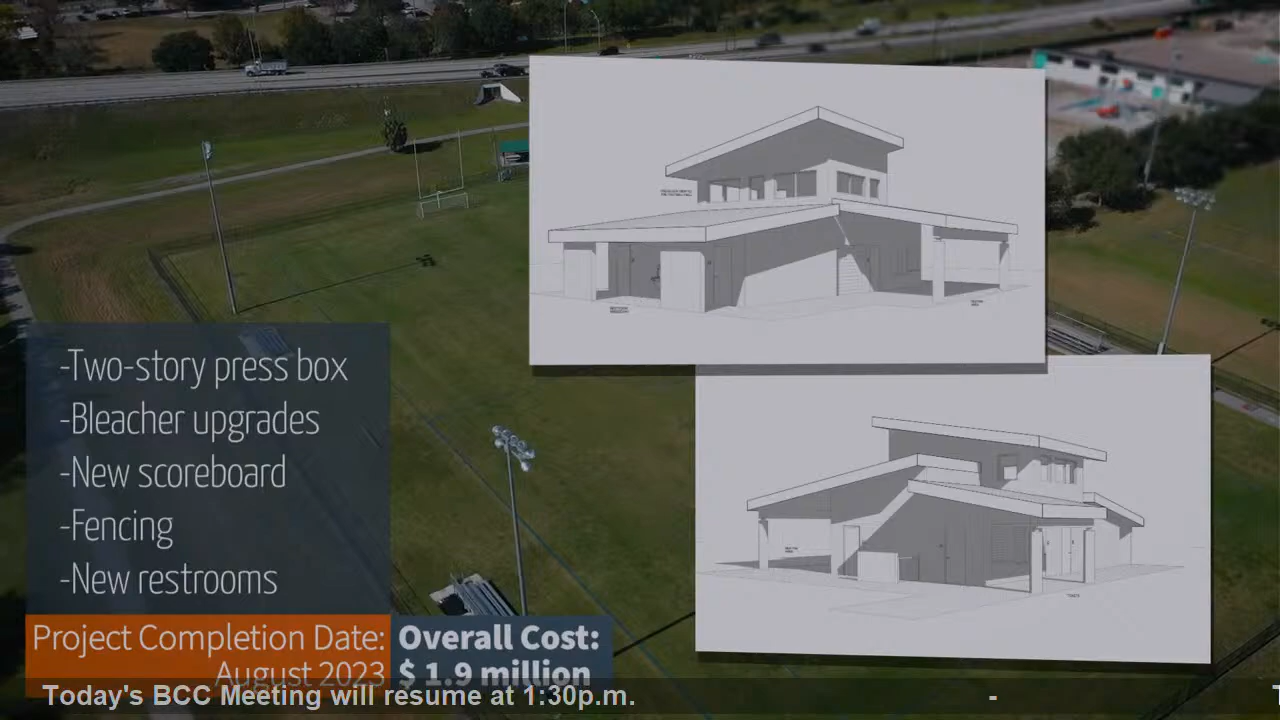 -Two-story press box
-Bleacher upgrades
-New scoreboard
-Fencing
-New restrooms
Project Completion Date:
August 2023
Overall Cost:
$ 1.9 million
Today's BCC Meeting will resume at 1:30p.m.
-